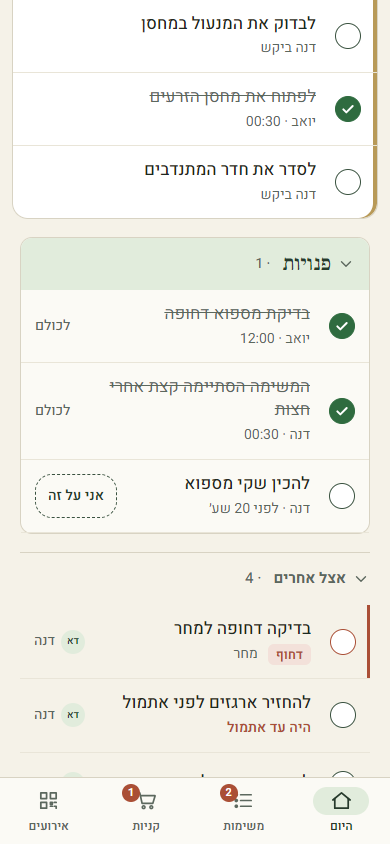 לבדוק את המנעול במחסן
דנה ביקש
לפתוח את מחסן הזרעים
יואב · 00:30
לסדר את חדר המתנדבים
דנה ביקש
פנויות · 1
בדיקת מספוא דחופה
יואב · 12:00
לכולם
המשימה הסתיימה קצת אחרי
חצות
דנה · 00:30
לכולם
להכין שקי מספוא
דנה · לפני 20 שע'
אני על זה
אצל אחרים · 4
בדיקה דחופה למחר
דחוף מחר
דא דנה
להחזיר ארגזים לפני אתמול
היה עד אתמול
דא דנה
היום
2
משימות
1
קניות
אירועים